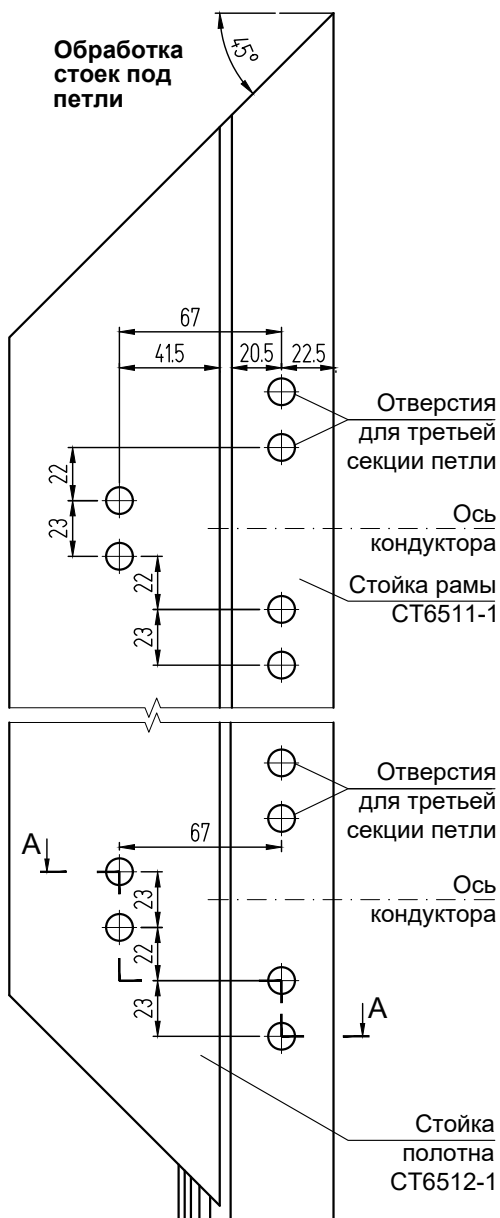 Обработка
стоек под
петли
45°
67
41.5
20.5
22.5
Отверстия
для третьей
секции петли
22
23
Ось
кондуктора
22
23
Стойка рамы
СТ6511-1
Отверстия
для третьей
секции петли
67
А
23
Ось
кондуктора
22
23
А
Стойка
полотна
СТ6512-1